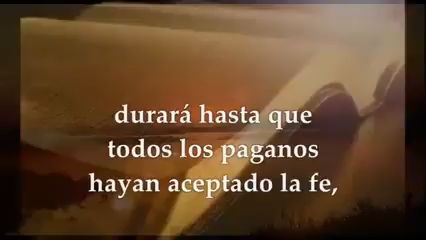 durará hasta que
todos los paganos
hayan aceptado la fe,